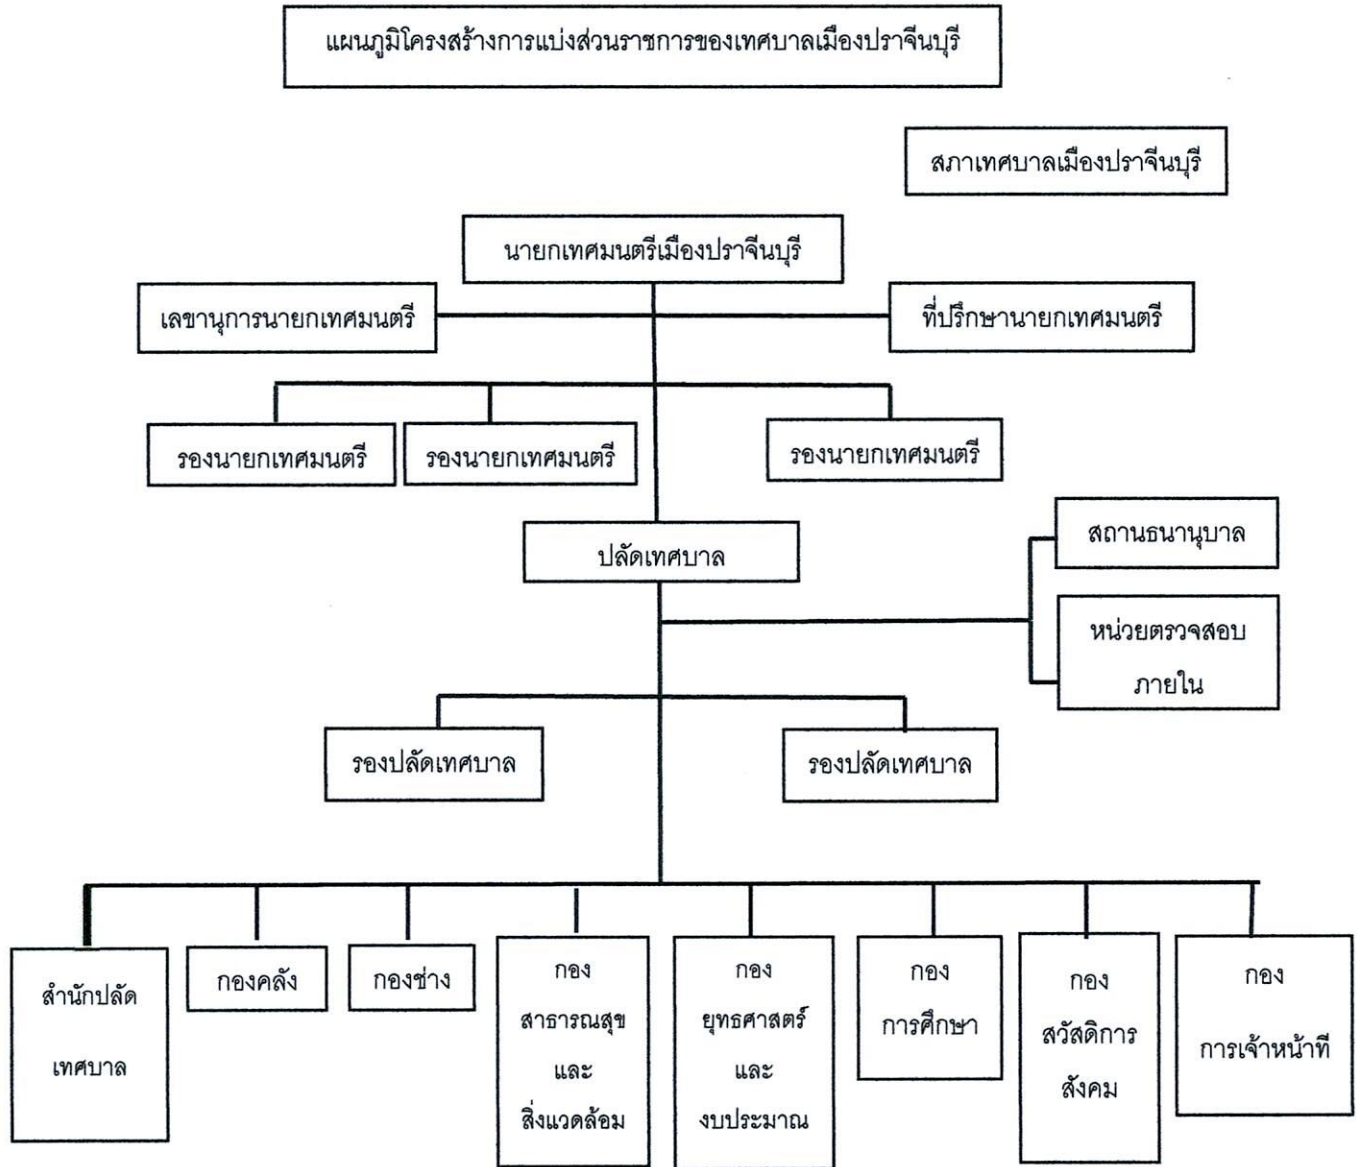 แผนภูมิโครงสร้างการแบ่งส่วนราชการของเทศบาลเมืองปราจีนบุรี
สภาเทศบาลเมืองปราจีนบุรี
นายกเทศมนตรีเมืองปราจีนบุรี
เลขานุการนายกเทศมนตรี
ที่ปรึกษานายกเทศมนตรี
รองนายกเทศมนตรี
รองนายกเทศมนตรี
รองนายกเทศมนตรี
ปลัดเทศบาล
สถานธนานุบาล
หน่วยตรวจสอบ
ภายใน
รองปลัดเทศบาล
รองปลัดเทศบาล
สำนักปลัด
เทศบาล
กองคลัง
กองช่าง
กอง
สาธารณสุข
และ
สิ่งแวดล้อม
กอง
ยุทธศาสตร์
และ
งบประมาณ
กอง
การศึกษา
กอง
สวัสดิการ
สังคม
กอง
การเจ้าหน้าที่